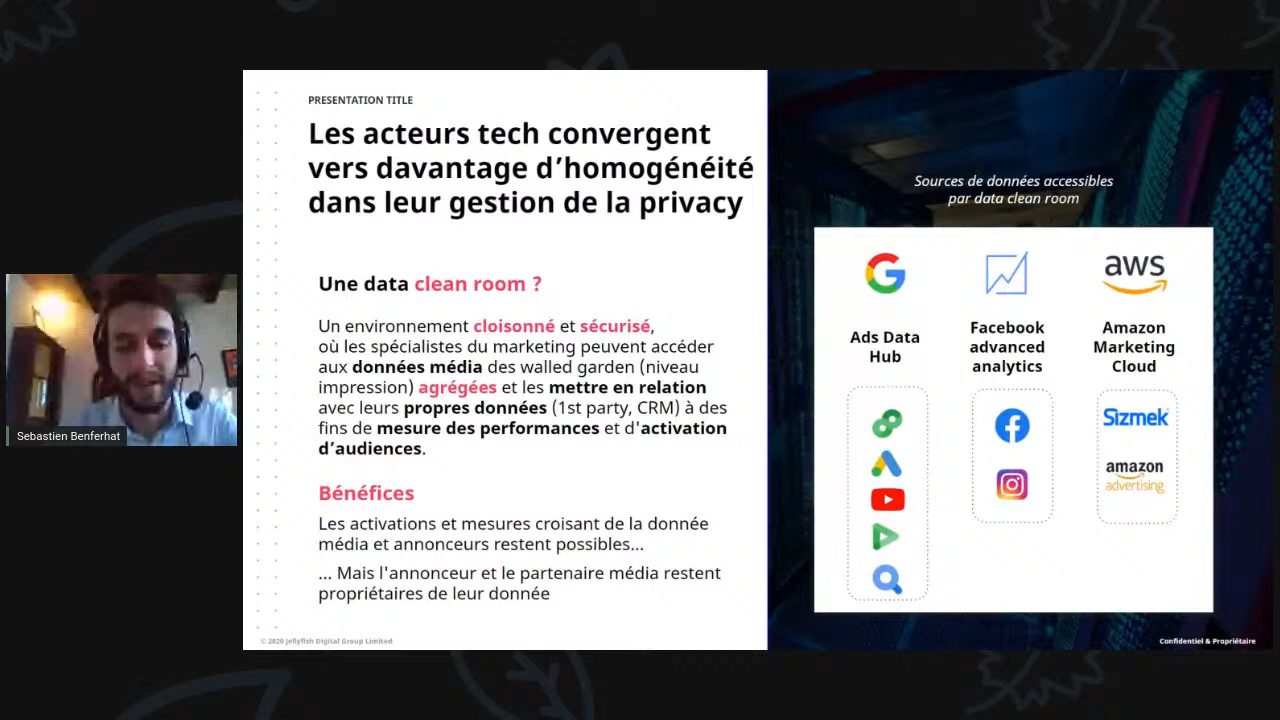 PRESENTATION TITLE
Les acteurs tech convergent
vers davantage d’homogénéité
dans leur gestion de la privacy
Une data clean room ?
Un environnement cloisonné et sécurisé,
où les spécialistes du marketing peuvent accéder
aux données média des walled garden (niveau
impression) agrégées et les mettre en relation
avec leurs propres données (1st party, CRM) à des
fins de mesure des performances et d'activation
d’audiences.
Bénéfices
Les activations et mesures croisant de la donnée
média et annonceurs restent possibles...
... Mais l'annonceur et le partenaire média restent
propriétaires de leur donnée
© 2020 Jellyfish Digital Group Limited
Sources de données accessibles
par data clean room
G
aws
Ads Data
Hub
Facebook
advanced
analytics
Amazon
Marketing
Cloud
Sizmek
amazon
advertising
Confidentiel & Propriétaire
Sebastien Benferhat